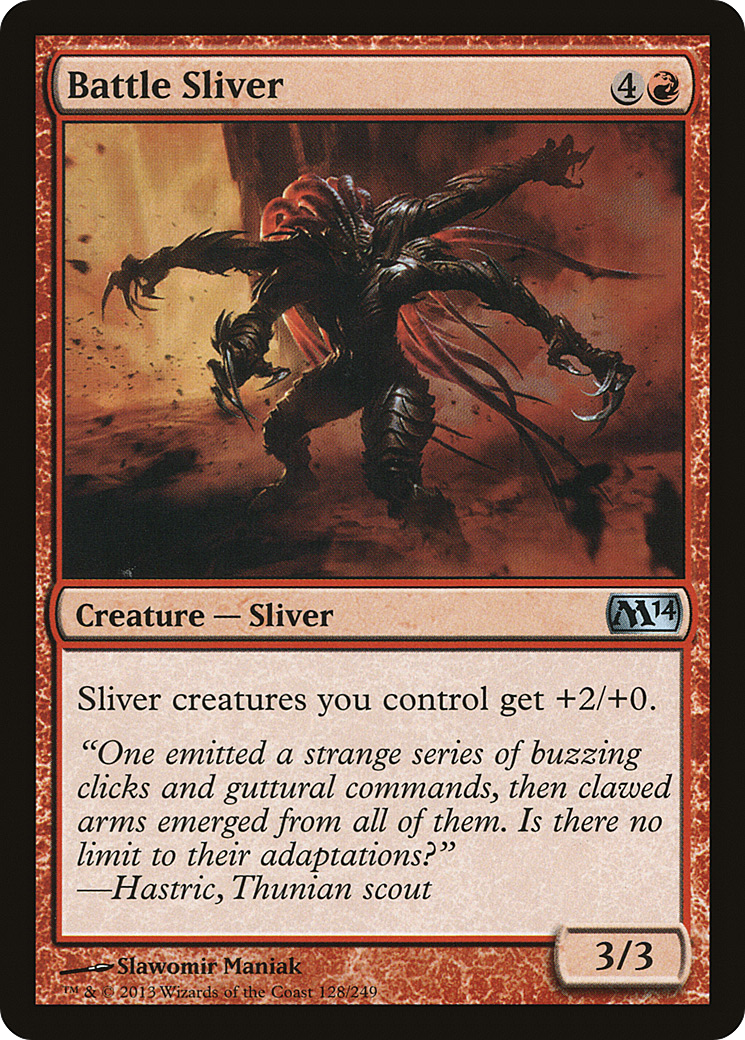 Battle Sliver
4
Creature — Sliver
M14
Sliver creatures you control get +2/+0.
“One emitted a strange series of buzzing
clicks and guttural commands, then clawed
arms emerged from all of them. Is there no
limit to their adaptations?”
—Hastric, Thunian scout
3/3
Slawomir Maniak
™ & © 2013 Wizards of the Coast 128/249